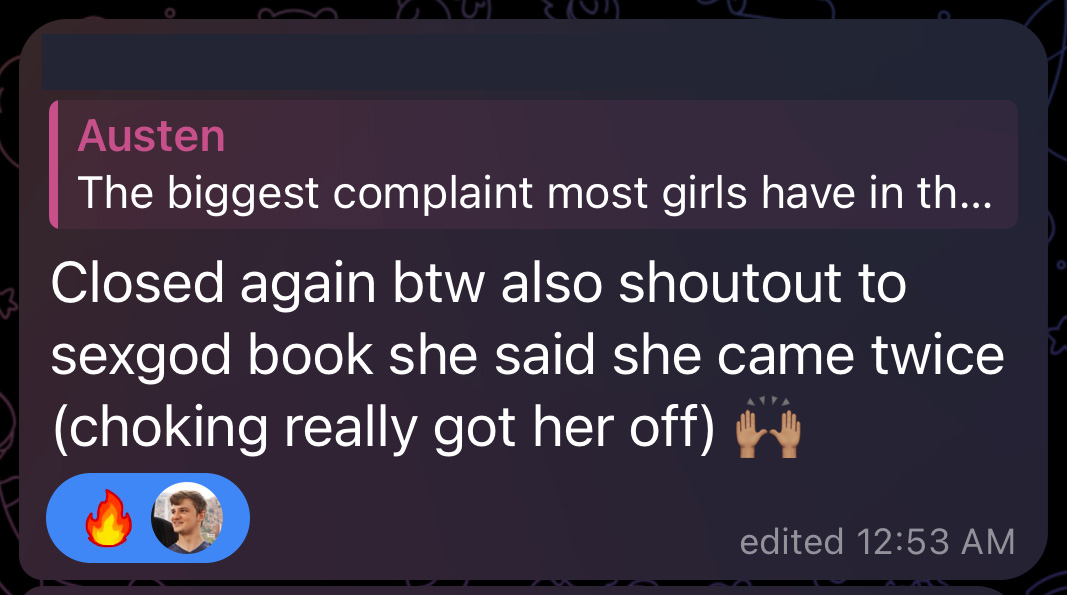 Austen
The biggest complaint most girls have in th...
Closed again btw also shoutout to
sexgod book she said she came twice
(choking really got her off) 🙌🏽
edited 12:53 AM